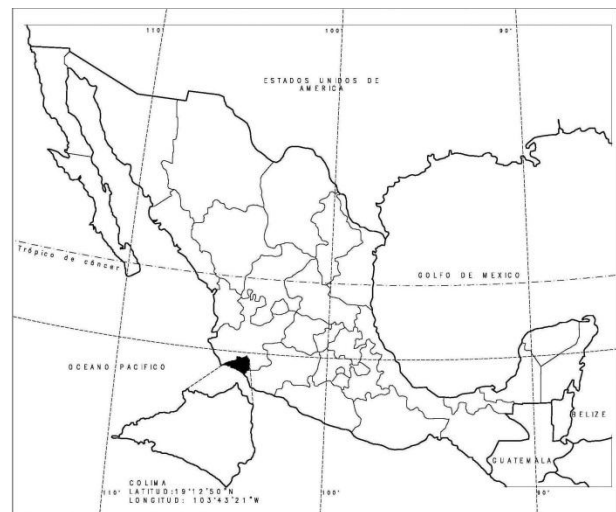 110°
100°
90°
ESTADOS UNIDOS DE
AMERICA
Trópico de cáncer
GOLFO DE MEXICO
OCEANO PACIFICO
BELIZE
GUATEMALA
COLIMA
LATITUD:19°12'50"N
LONGITUD: 103°43'21"W
110°
100°
90°